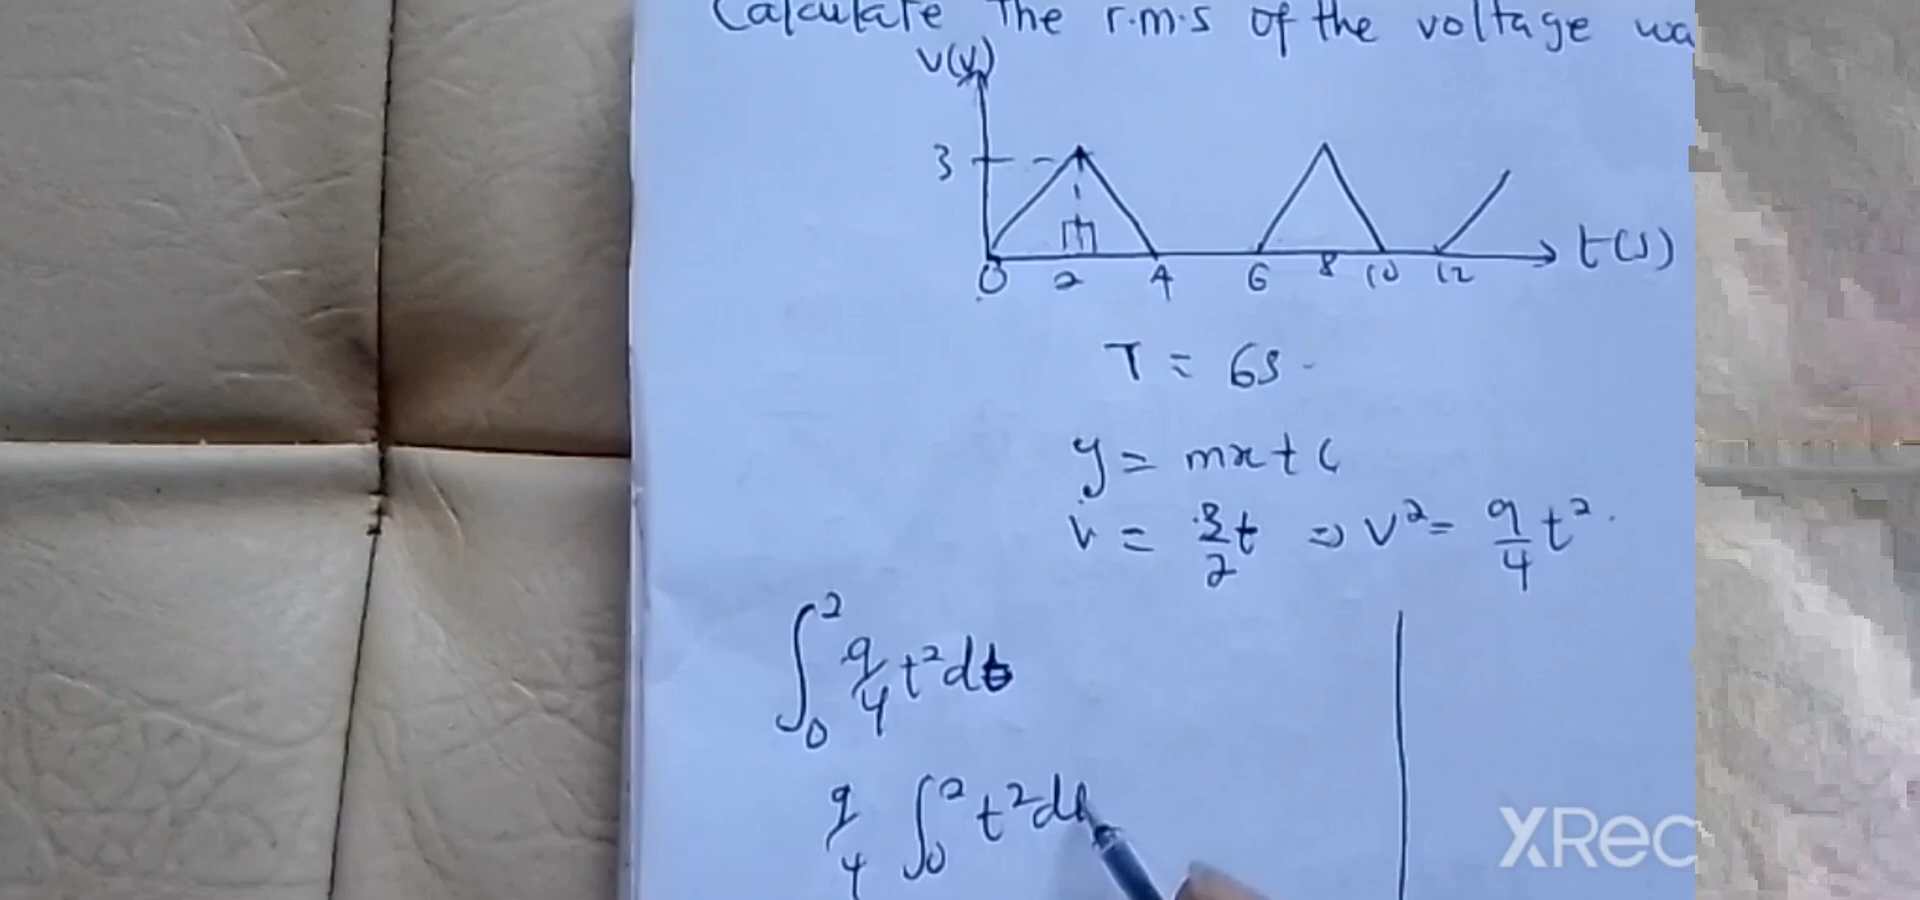 Calculate The r.m.s of the voltage wa
V(V)
3
0 2 4 6 8 10 12 t(s)
T = 6s
y = mx + c
v = 3/2 t ⇒ v² = 9/4 t².
∫₀² 9/4 t² dt
9/4 ∫₀² t² dt
XRec